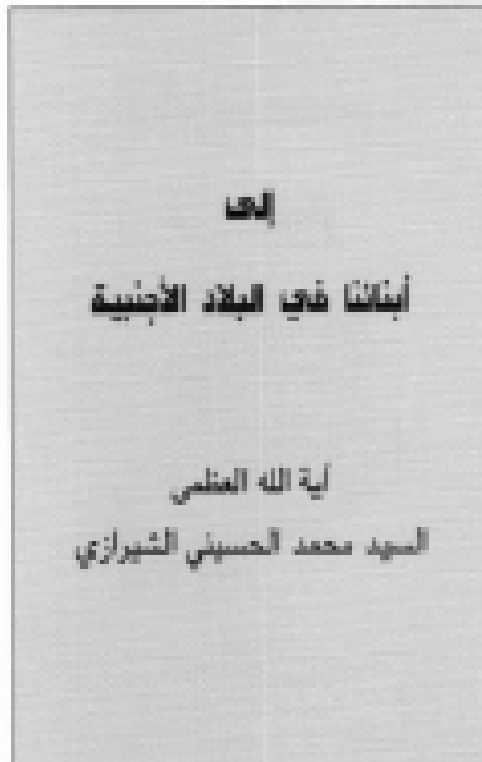 إلى
أبنائنا في البلاد الأجنبية
آية الله العظمى
السيد محمد الحسيني الشيرازي